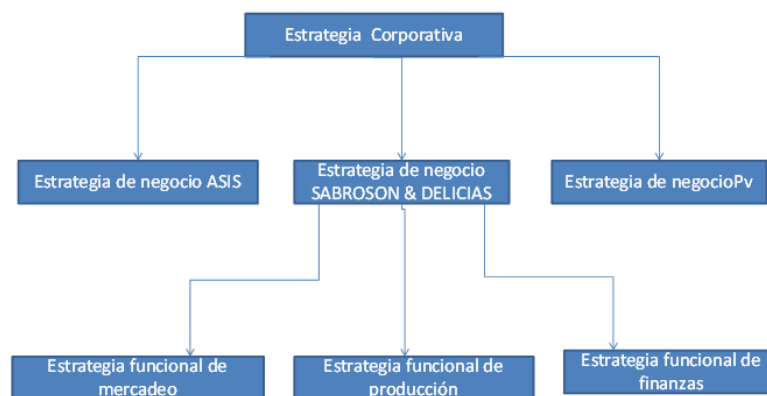 Estrategia Corporativa
Estrategia de negocio ASIS
Estrategia de negocio
SABROSON & DELICIAS
Estrategia de negocioPv
Estrategia funcional de
mercadeo
Estrategia funcional de
producción
Estrategia funcional de
finanzas